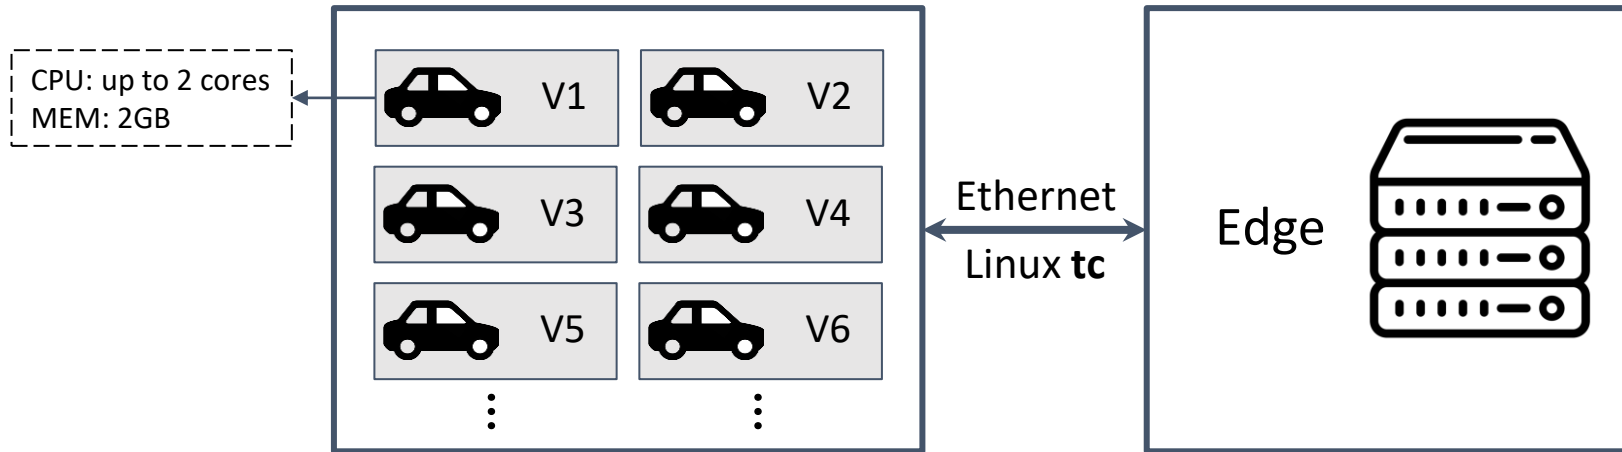 CPU: up to 2 cores
MEM: 2GB
V1
V2
V3
V4
V5
V6
Ethernet
Linux tc
Edge